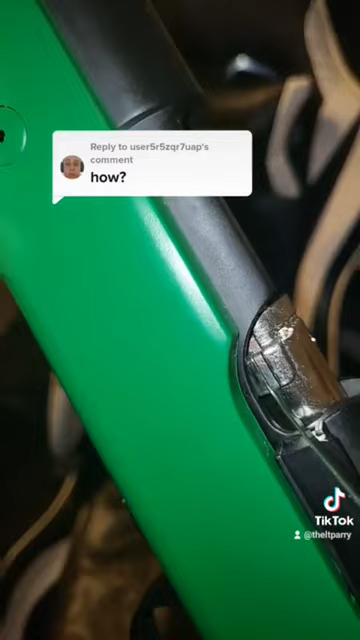 Reply to user5r5zqr7uap's
comment
how?
TikTok
@theltparry